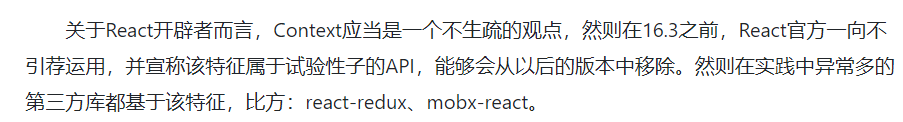 关于React开辟者而言，Context应当是一个不生疏的观点，然则在16.3之前，React官方一向不
引荐运用，并宣称该特征属于试验性子的API，能够会从以后的版本中移除。然则在实践中异常多的
第三方库都基于该特征，比方：react-redux、mobx-react。